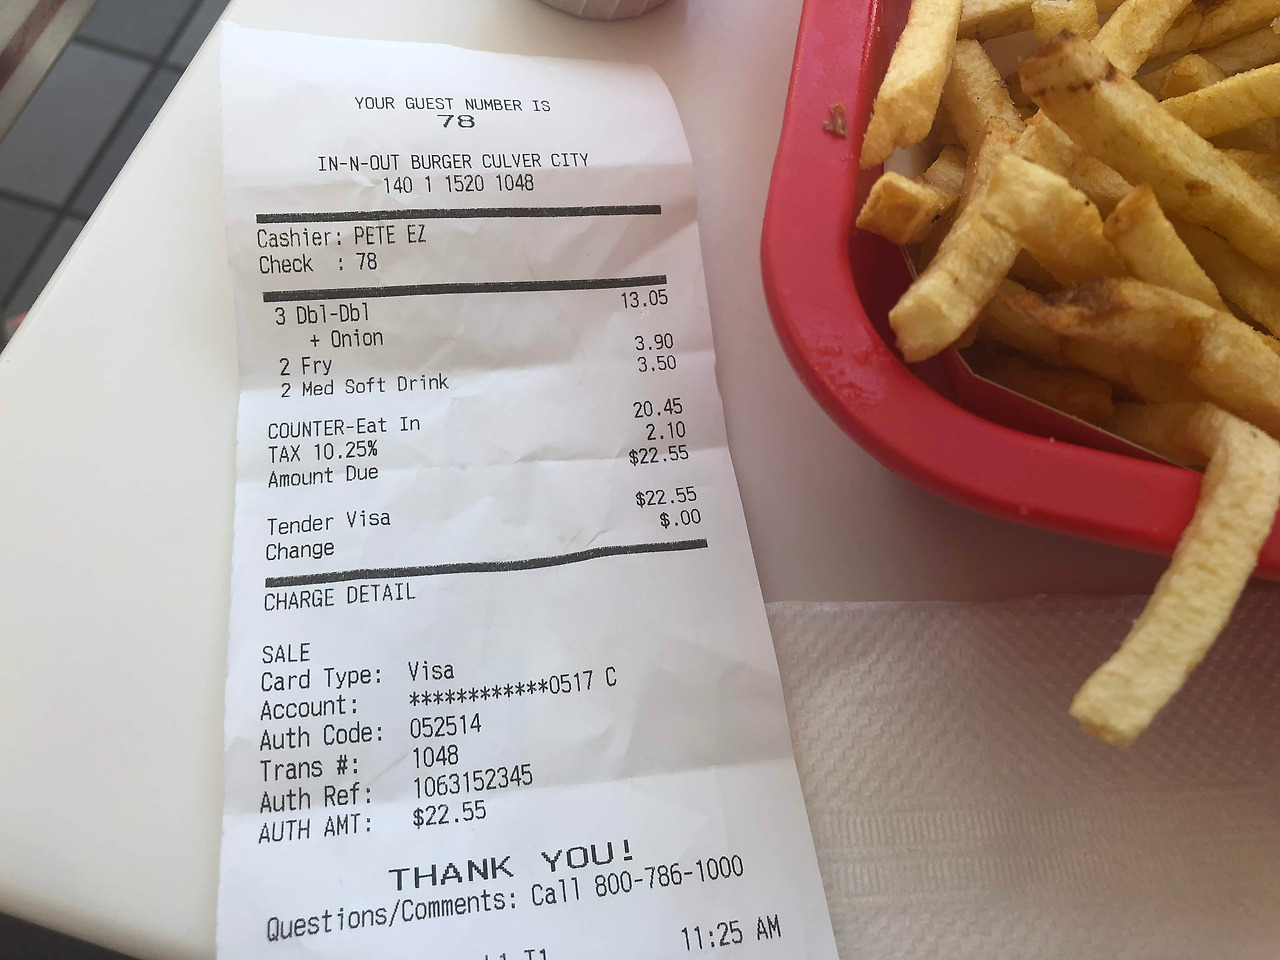 YOUR GUEST NUMBER IS
78
IN-N-OUT BURGER CULVER CITY
140 1 1520 1048
Cashier: PETE EZ
Check : 78
3 Dbl-Dbl 13.05
+ Onion
2 Fry 3.90
2 Med Soft Drink 3.50
COUNTER-Eat In 20.45
TAX 10.25% 2.10
Amount Due $22.55
Tender Visa $22.55
Change $.00
CHARGE DETAIL
SALE
Card Type: Visa
Account: ************0517 C
Auth Code: 052514
Trans #: 1048
Auth Ref: 1063152345
AUTH AMT: $22.55
THANK YOU!
Questions/Comments: Call 800-786-1000
11:25 AM